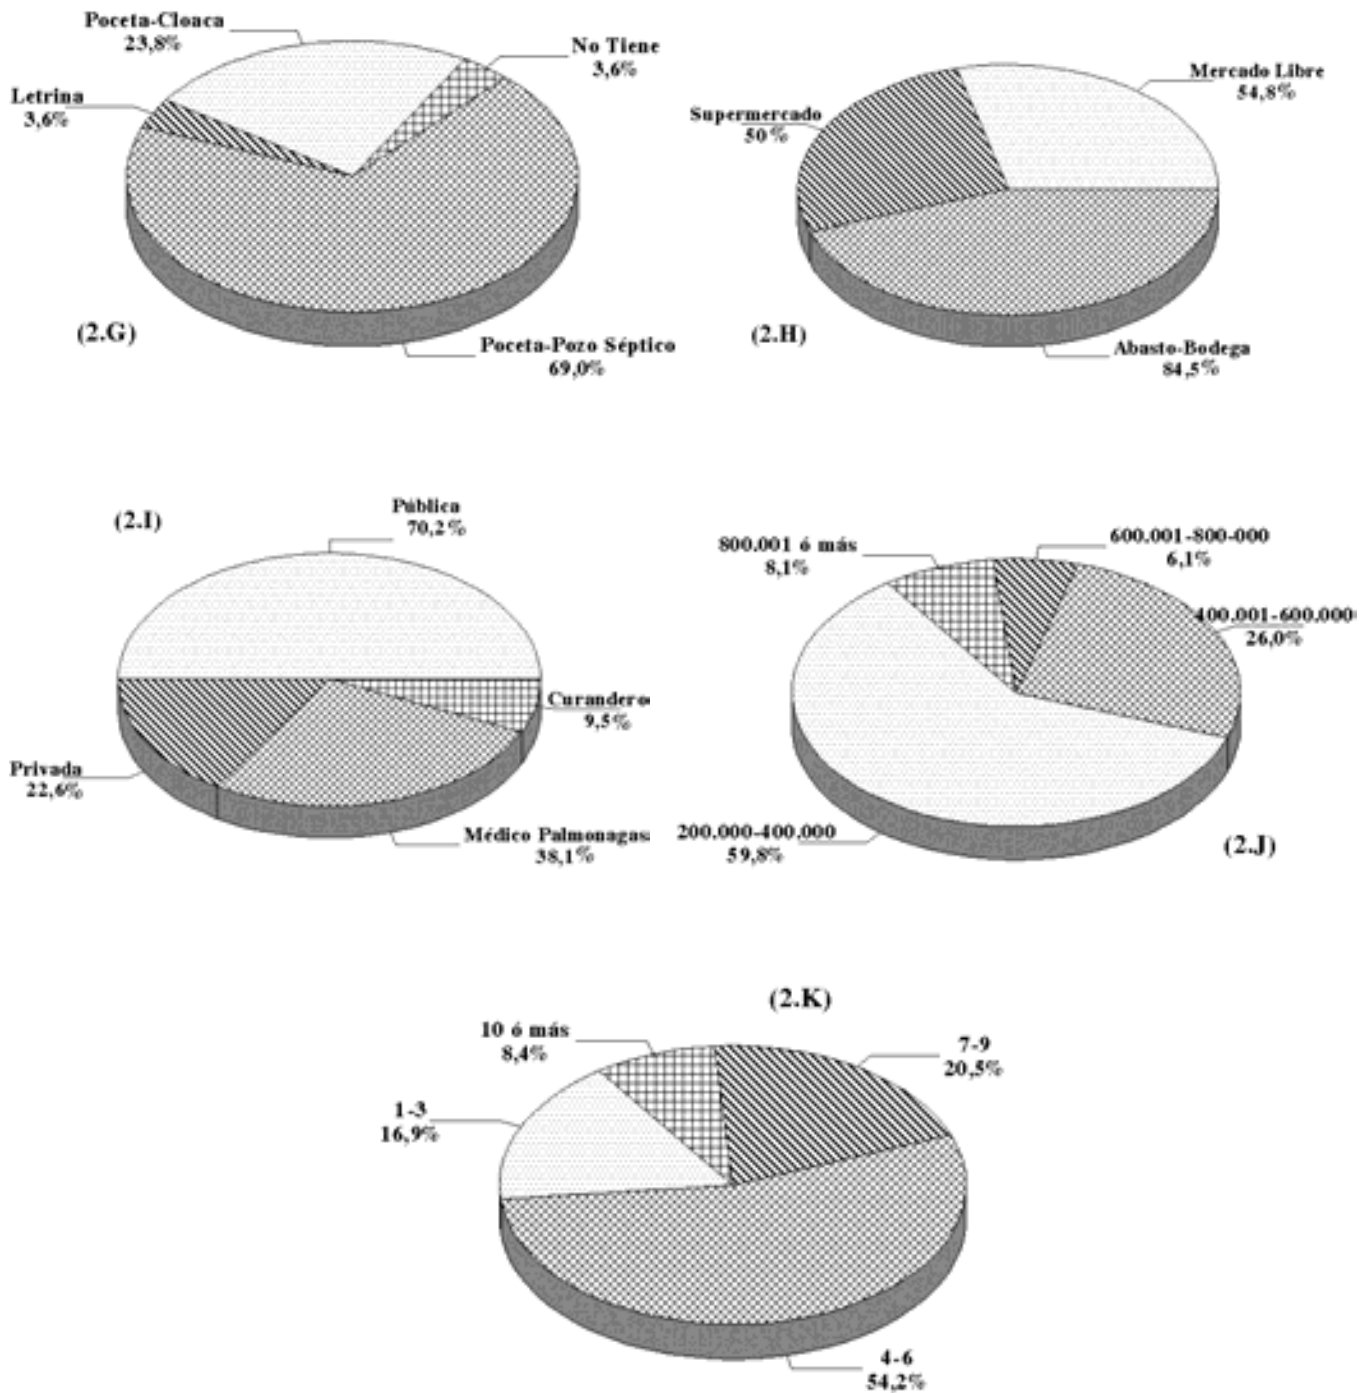 Poceta-Cloaca
23,8%
No Tiene
3,6%
Letrina
3,6%
(2.G)
Poceta-Pozo Séptico
69,0%
Mercado Libre
54,8%
Supermercado
50%
(2.H)
Abasto-Bodega
84,5%
(2.I)
Pública
70,2%
Curandero
9,5%
Privada
22,6%
Médico Palmonagas
38,1%
800.001 ó más
8,1%
600.001-800-000
6,1%
400.001-600.000
26,0%
200.000-400.000
59,8%
(2.J)
(2.K)
10 ó más
8,4%
7-9
20,5%
1-3
16,9%
4-6
54,2%